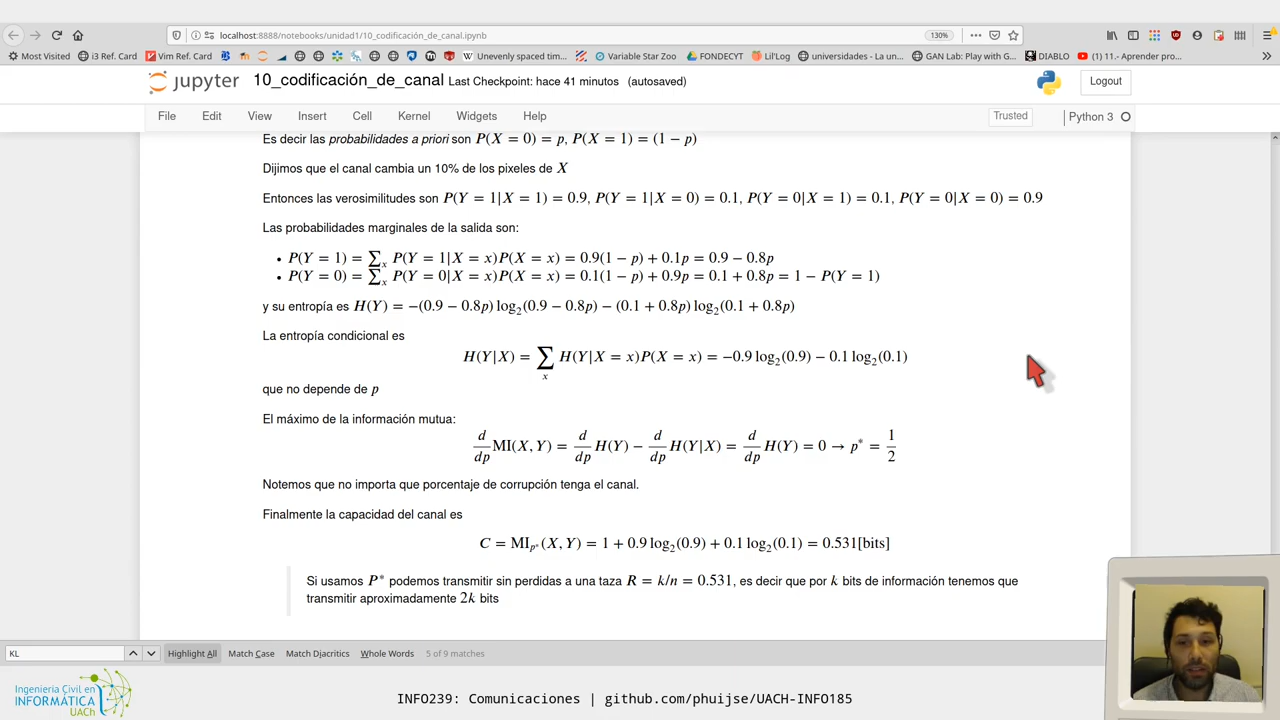 localhost:8888/notebooks/unidad1/10_codificación_de_canal.ipynb
130%
Most Visited i3 Ref. Card Vim Ref. Card Unevenly spaced tim... Variable Star Zoo FONDECYT Lil'Log universidades - La un... GAN Lab: Play with G... DIABLO (1) 11.- Aprender pro...
jupyter 10_codificación_de_canal Last Checkpoint: hace 41 minutos (autosaved)
Logout
File Edit View Insert Cell Kernel Widgets Help
Trusted Python 3
Es decir las probabilidades a priori son P(X = 0) = p, P(X = 1) = (1 − p)
Dijimos que el canal cambia un 10% de los pixeles de X
Entonces las verosimilitudes son P(Y = 1|X = 1) = 0.9, P(Y = 1|X = 0) = 0.1, P(Y = 0|X = 1) = 0.1, P(Y = 0|X = 0) = 0.9
Las probabilidades marginales de la salida son:
• P(Y = 1) = ∑x P(Y = 1|X = x)P(X = x) = 0.9(1 − p) + 0.1p = 0.9 − 0.8p
• P(Y = 0) = ∑x P(Y = 0|X = x)P(X = x) = 0.1(1 − p) + 0.9p = 0.1 + 0.8p = 1 − P(Y = 1)
y su entropía es H(Y) = −(0.9 − 0.8p) log2(0.9 − 0.8p) − (0.1 + 0.8p) log2(0.1 + 0.8p)
La entropía condicional es
H(Y|X) = ∑x H(Y|X = x)P(X = x) = −0.9 log2(0.9) − 0.1 log2(0.1)
que no depende de p
El máximo de la información mutua:
d/dp MI(X, Y) = d/dp H(Y) − d/dp H(Y|X) = d/dp H(Y) = 0 → p* = 1/2
Notemos que no importa que porcentaje de corrupción tenga el canal.
Finalmente la capacidad del canal es
C = MIp*(X, Y) = 1 + 0.9 log2(0.9) + 0.1 log2(0.1) = 0.531[bits]
Si usamos P* podemos transmitir sin perdidas a una taza R = k/n = 0.531, es decir que por k bits de información tenemos que
transmitir aproximadamente 2k bits
KL Highlight All Match Case Match Diacritics Whole Words 5 of 9 matches
Ingeniería Civil en
INFORMÁTICA
UACh
INFO239: Comunicaciones | github.com/phuijse/UACH-INFO185